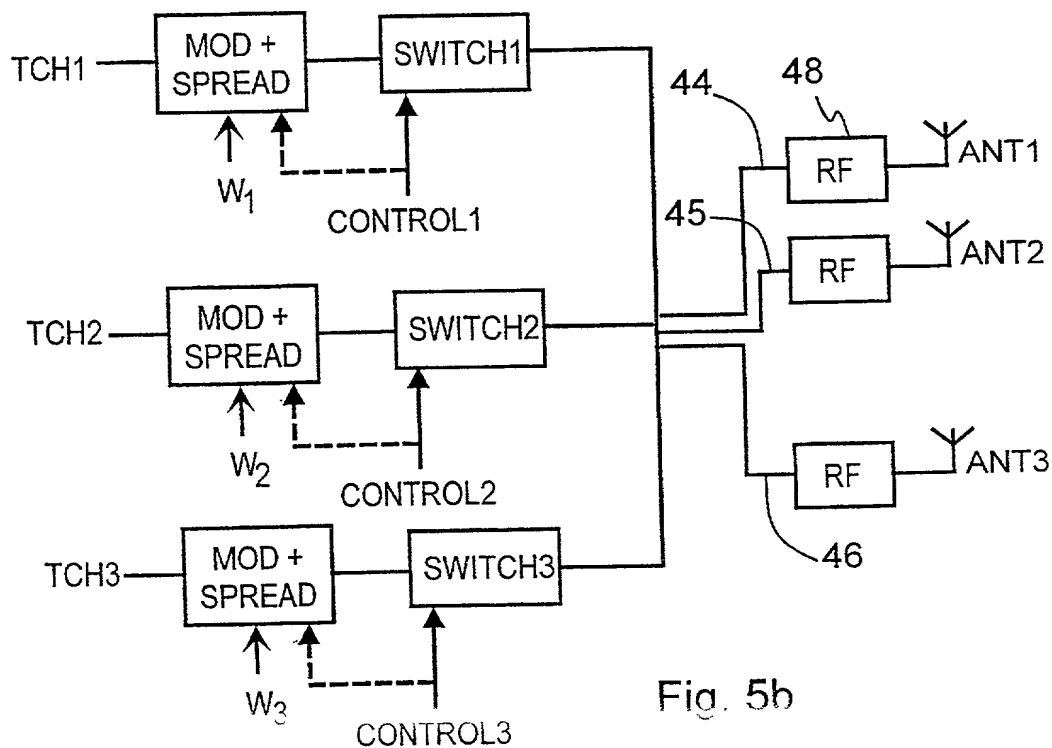 TCH1
MOD +
SPREAD
SWITCH1
W1
CONTROL1
44
48
RF
ANT1
45
RF
ANT2
TCH2
MOD +
SPREAD
SWITCH2
W2
CONTROL2
RF
ANT3
46
TCH3
MOD +
SPREAD
SWITCH3
W3
CONTROL3
Fig. 5b